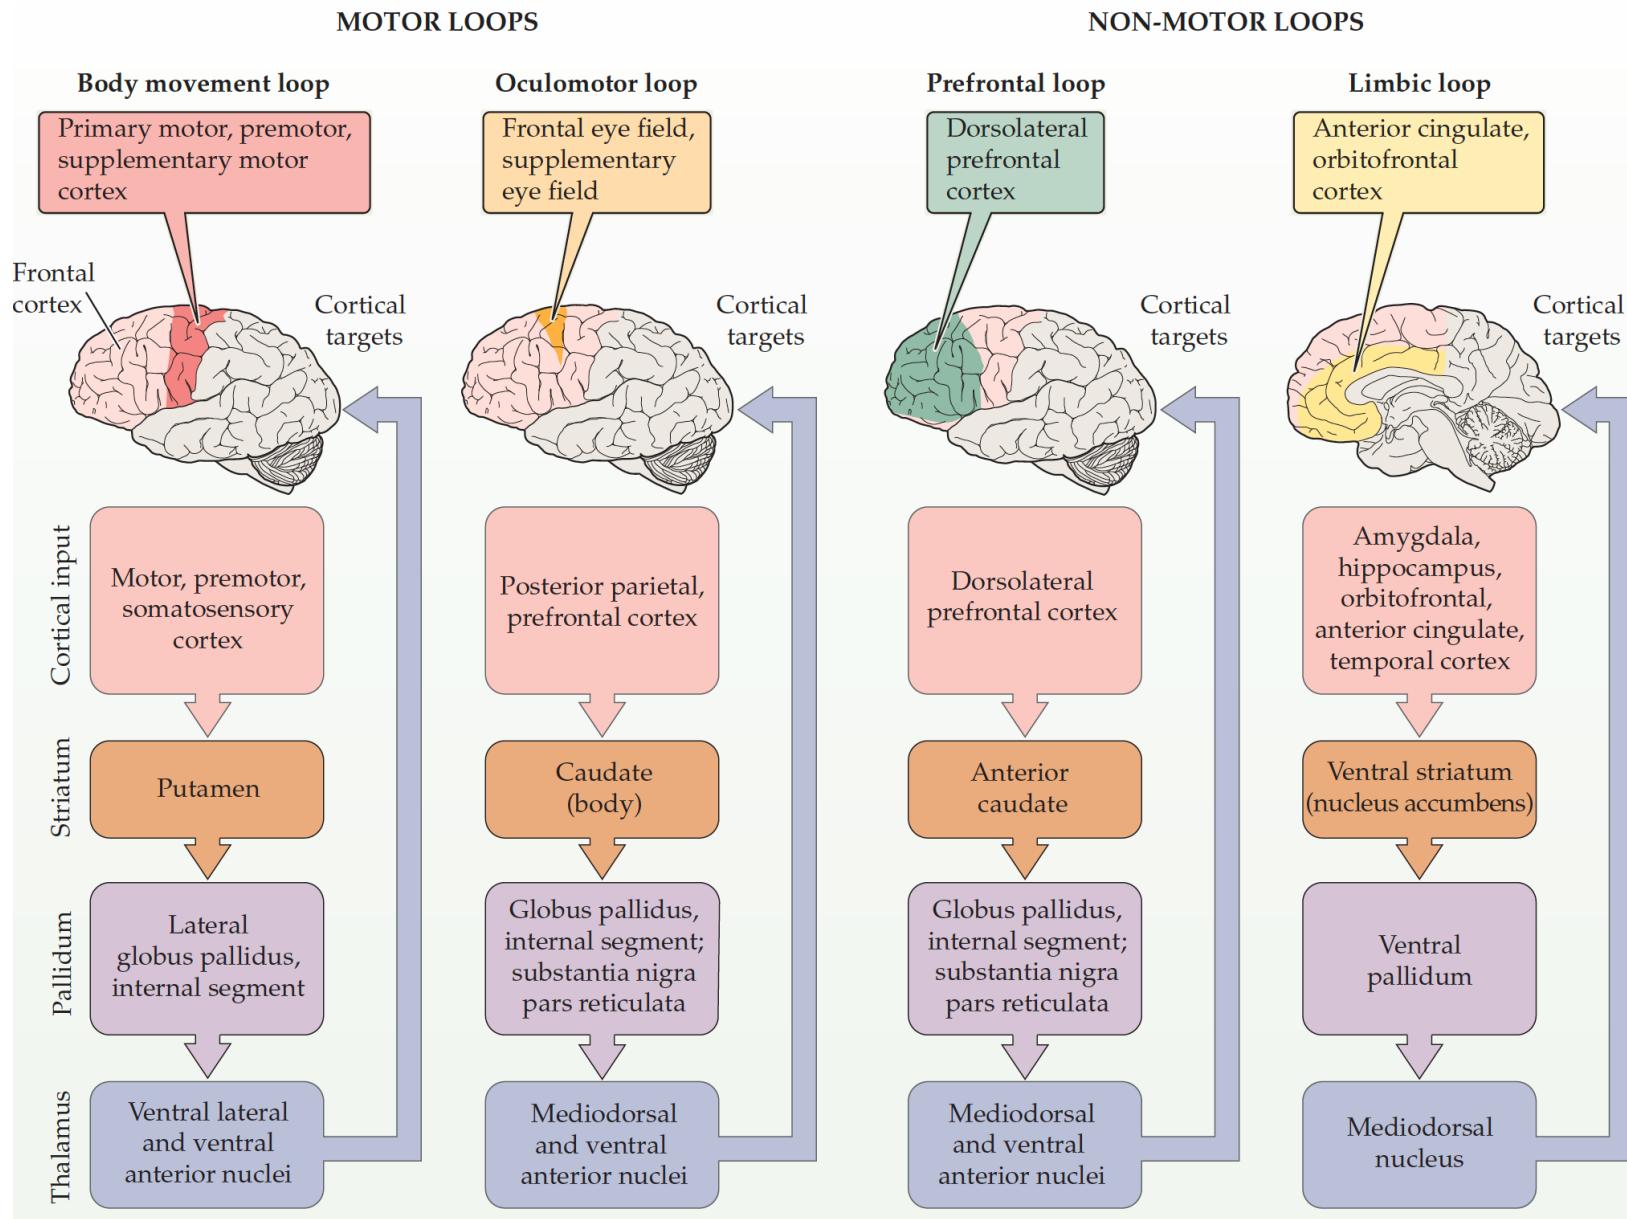 MOTOR LOOPS
NON-MOTOR LOOPS
Body movement loop
Oculomotor loop
Prefrontal loop
Limbic loop
Primary motor, premotor,
supplementary motor
cortex
Frontal eye field,
supplementary
eye field
Dorsolateral
prefrontal
cortex
Anterior cingulate,
orbitofrontal
cortex
Frontal
cortex
Cortical
targets
Cortical
targets
Cortical
targets
Cortical
targets
Cortical input
Motor, premotor,
somatosensory
cortex
Posterior parietal,
prefrontal cortex
Dorsolateral
prefrontal cortex
Amygdala,
hippocampus,
orbitofrontal,
anterior cingulate,
temporal cortex
Striatum
Putamen
Caudate
(body)
Anterior
caudate
Ventral striatum
(nucleus accumbens)
Pallidum
Lateral
globus pallidus,
internal segment
Globus pallidus,
internal segment;
substantia nigra
pars reticulata
Globus pallidus,
internal segment;
substantia nigra
pars reticulata
Ventral
pallidum
Thalamus
Ventral lateral
and ventral
anterior nuclei
Mediodorsal
and ventral
anterior nuclei
Mediodorsal
and ventral
anterior nuclei
Mediodorsal
nucleus